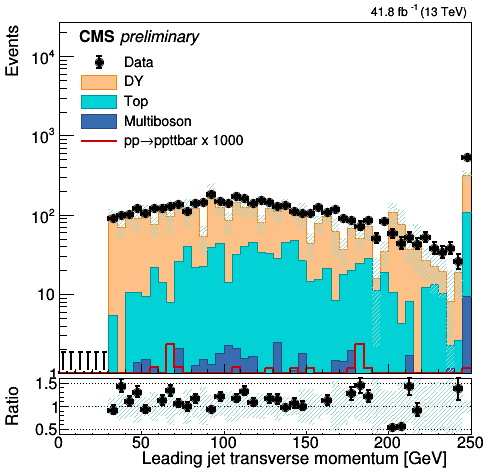 41.8 fb⁻¹ (13 TeV)
CMS preliminary
Data
DY
Top
Multiboson
pp→ppttbar x 1000
Events
10⁴
10³
10²
10
1
Ratio
1.5
1
0.5
0 50 100 150 200 250
Leading jet transverse momentum [GeV]